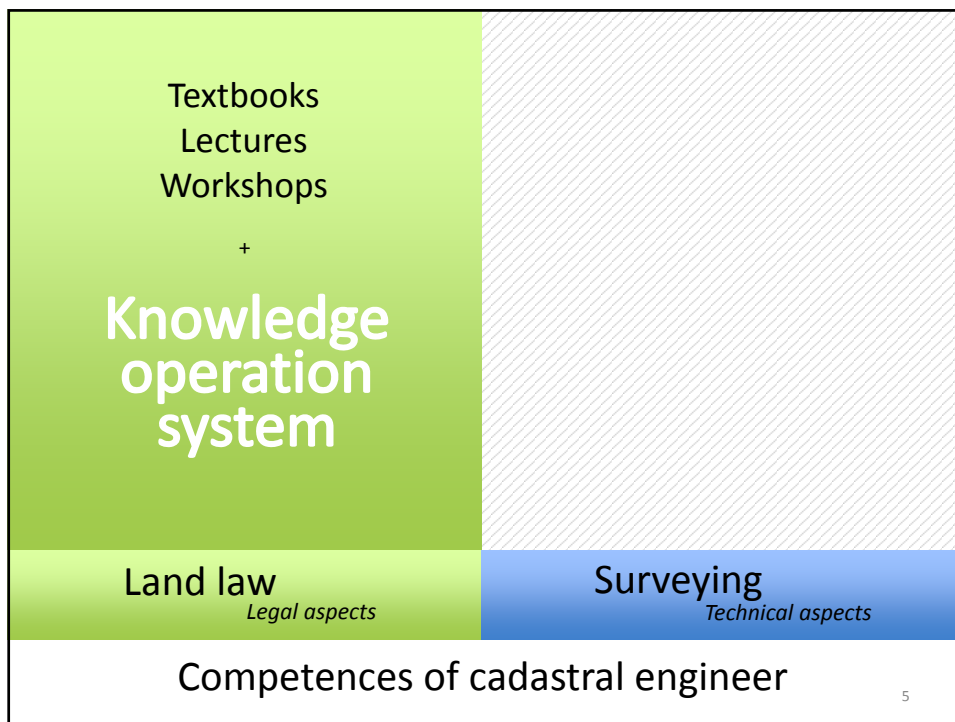 Textbooks
Lectures
Workshops
+
Knowledge
operation
system
Land law
Legal aspects
Surveying
Technical aspects
Competences of cadastral engineer
5